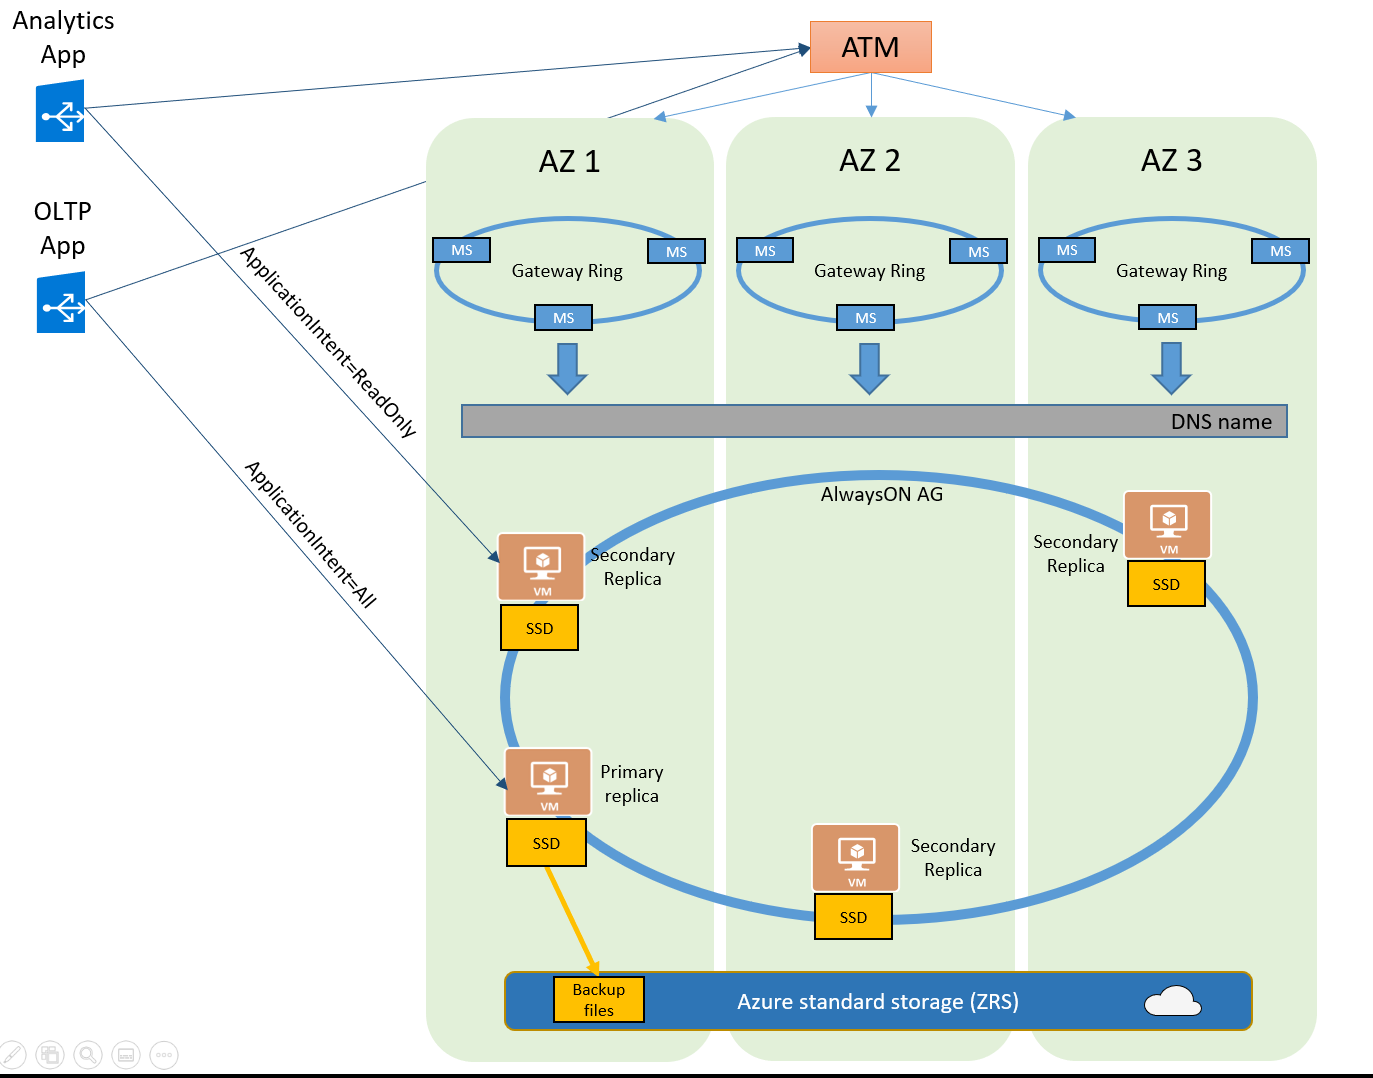 Analytics
App
ATM
AZ 1
AZ 2
AZ 3
OLTP
App
MS
MS
Gateway Ring
MS
MS
MS
Gateway Ring
MS
MS
MS
Gateway Ring
MS
ApplicationIntent=ReadOnly
DNS name
ApplicationIntent=All
AlwaysON AG
VM
SSD
Secondary
Replica
Secondary
Replica
VM
SSD
VM
SSD
Primary
replica
VM
SSD
Secondary
Replica
Backup
files
Azure standard storage (ZRS)